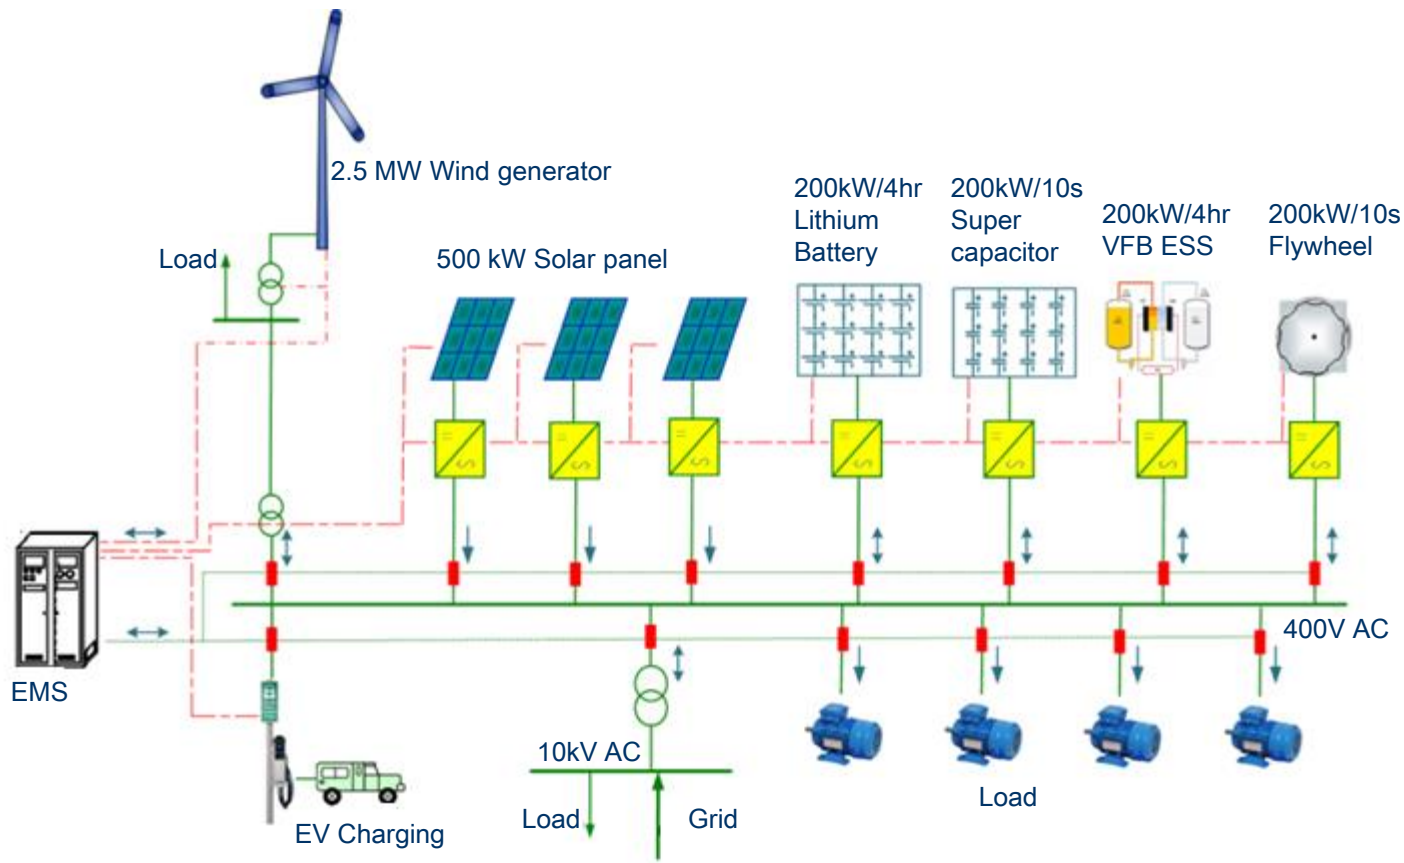 2.5 MW Wind generator
Load
500 kW Solar panel
200kW/4hr
Lithium
Battery
200kW/10s
Super
capacitor
200kW/4hr
VFB ESS
200kW/10s
Flywheel
400V AC
EMS
10kV AC
Load
Grid
EV Charging
Load